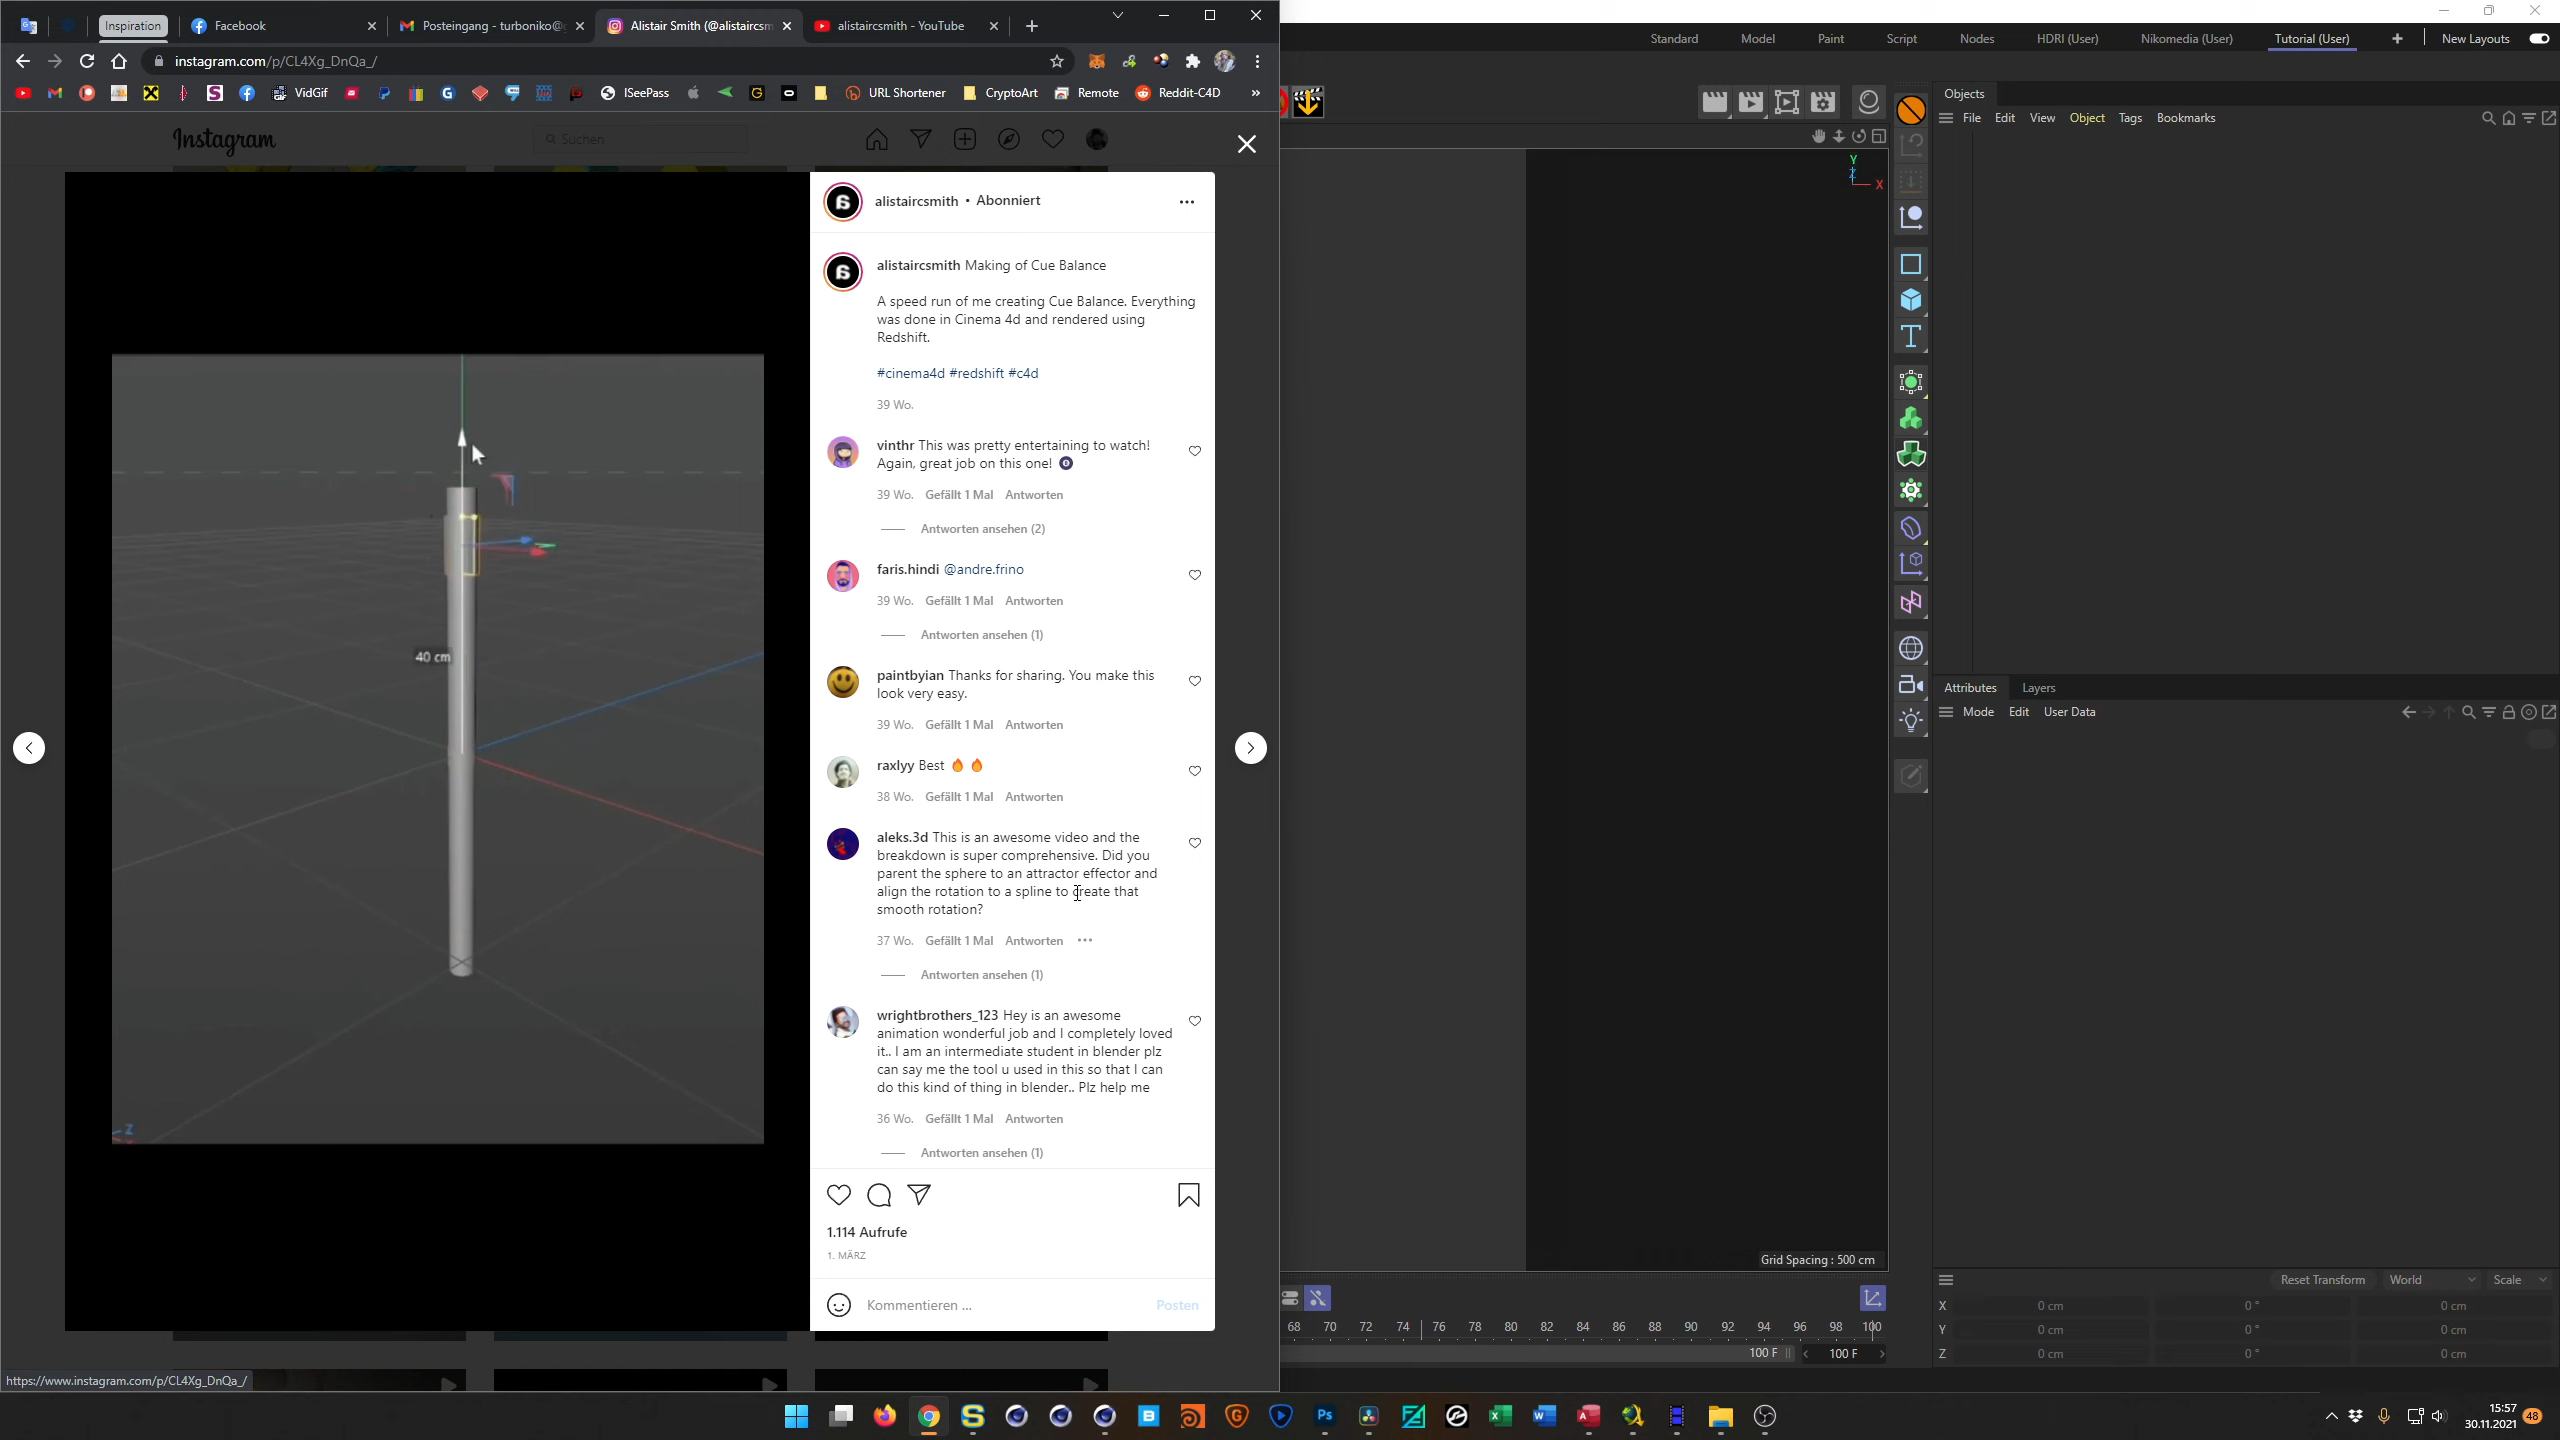 Inspiration
Facebook
Posteingang - turboniko@
Alistair Smith (@alistaircsm
alistaircsmith - YouTube
instagram.com/p/CL4Xg_DnQa_/
VidGif
ISeePass
URL Shortener
CryptoArt
Remote
Reddit-C4D
»
Instagram
Suchen
40 cm
Z
alistaircsmith • Abonniert
alistaircsmith Making of Cue Balance
A speed run of me creating Cue Balance. Everything
was done in Cinema 4d and rendered using
Redshift.
#cinema4d #redshift #c4d
39 Wo.
vinthr This was pretty entertaining to watch!
Again, great job on this one!
39 Wo. Gefällt 1 Mal Antworten
Antworten ansehen (2)
faris.hindi @andre.frino
39 Wo. Gefällt 1 Mal Antworten
Antworten ansehen (1)
paintbyian Thanks for sharing. You make this
look very easy.
39 Wo. Gefällt 1 Mal Antworten
raxlyy Best 🔥 🔥
38 Wo. Gefällt 1 Mal Antworten
aleks.3d This is an awesome video and the
breakdown is super comprehensive. Did you
parent the sphere to an attractor effector and
align the rotation to a spline to create that
smooth rotation?
37 Wo. Gefällt 1 Mal Antworten
Antworten ansehen (1)
wrightbrothers_123 Hey is an awesome
animation wonderful job and I completely loved
it.. I am an intermediate student in blender plz
can say me the tool u used in this so that I can
do this kind of thing in blender.. Plz help me
36 Wo. Gefällt 1 Mal Antworten
Antworten ansehen (1)
1.114 Aufrufe
1. MÄRZ
Kommentieren ...
Posten
https://www.instagram.com/p/CL4Xg_DnQa_/
Standard Model Paint Script Nodes HDRI (User) Nikomedia (User) Tutorial (User) New Layouts
Y
Z
X
Grid Spacing : 500 cm
68 70 72 74 76 78 80 82 84 86 88 90 92 94 96 98 100
100 F
100 F
Objects
File Edit View Object Tags Bookmarks
Attributes Layers
Mode Edit User Data
Reset Transform World Scale
X 0 cm 0 ° 0 cm
Y 0 cm 0 ° 0 cm
Z 0 cm 0 ° 0 cm
Ps
15:57
30.11.2021
48